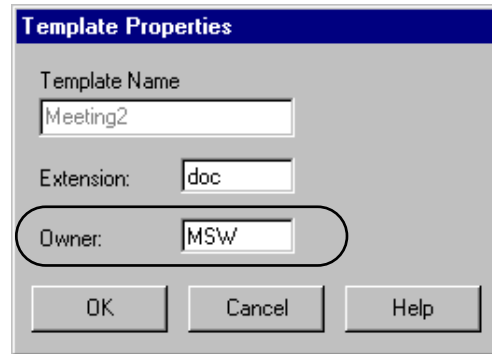 Template Properties
Template Name
Meeting2
Extension: doc
Owner: MSW
OK Cancel Help